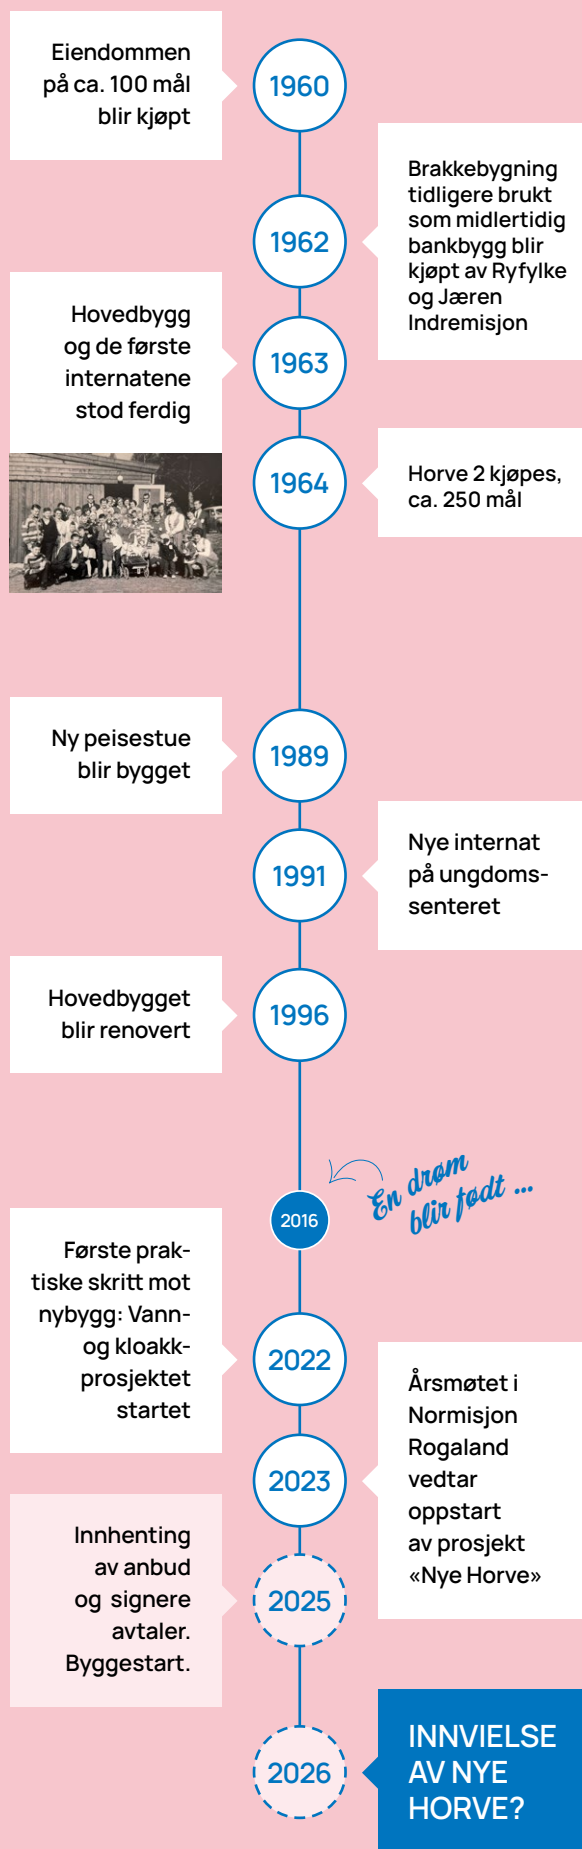 Eiendommen
på ca. 100 mål
blir kjøpt
1960
Brakkebygning
tidligere brukt
som midlertidig
bankbygg blir
kjøpt av Ryfylke
og Jæren
Indremisjon
1962
Hovedbygg
og de første
internatene
stod ferdig
1963
1964
Horve 2 kjøpes,
ca. 250 mål
Ny peisestue
blir bygget
1989
1991
Nye internat
på ungdoms-
senteret
Hovedbygget
blir renovert
1996
En drøm
blir født ...
2016
Første prak-
tiske skritt mot
nybygg: Vann-
og kloakk-
prosjektet
startet
2022
2023
Årsmøtet i
Normisjon
Rogaland
vedtar
oppstart
av prosjekt
«Nye Horve»
Innhenting
av anbud
og signere
avtaler.
Byggestart.
2025
2026
INNVIELSE
AV NYE
HORVE?